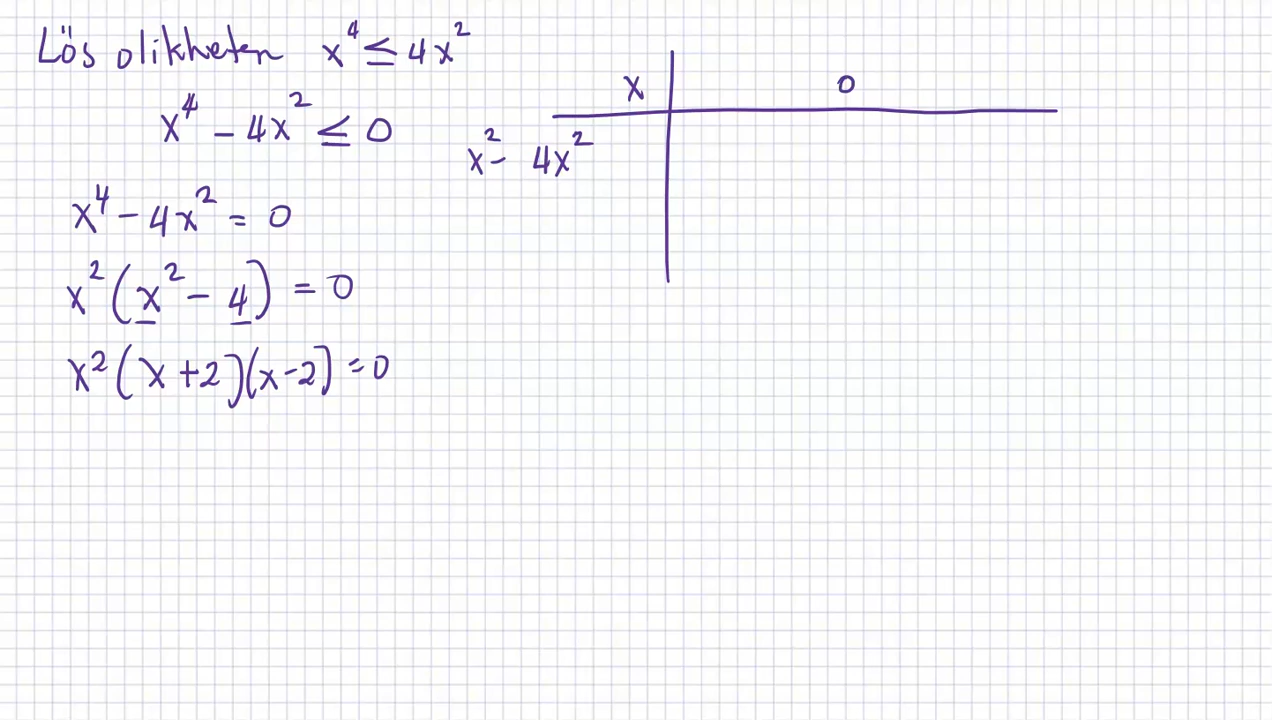 Lös olikheten x⁴ ≤ 4x²
x⁴ - 4x² ≤ 0
x⁴ - 4x² = 0
x²(x² - 4) = 0
x²(x+2)(x-2) = 0
x 0
x² - 4x²